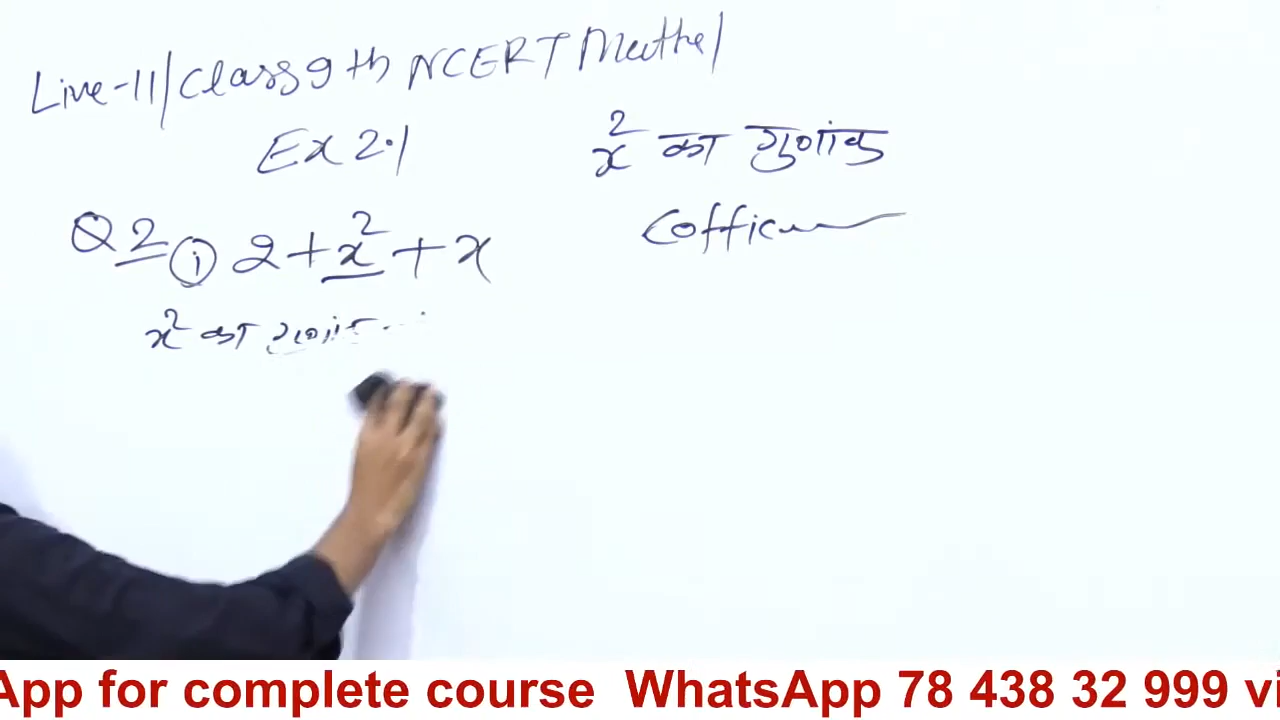 Live-11/Class 9th NCERT Maths/
Ex 2.1
x² का गुणांक
Q2 (i) 2+x²+x
x² का
App for complete course WhatsApp 78 438 32 999 vi